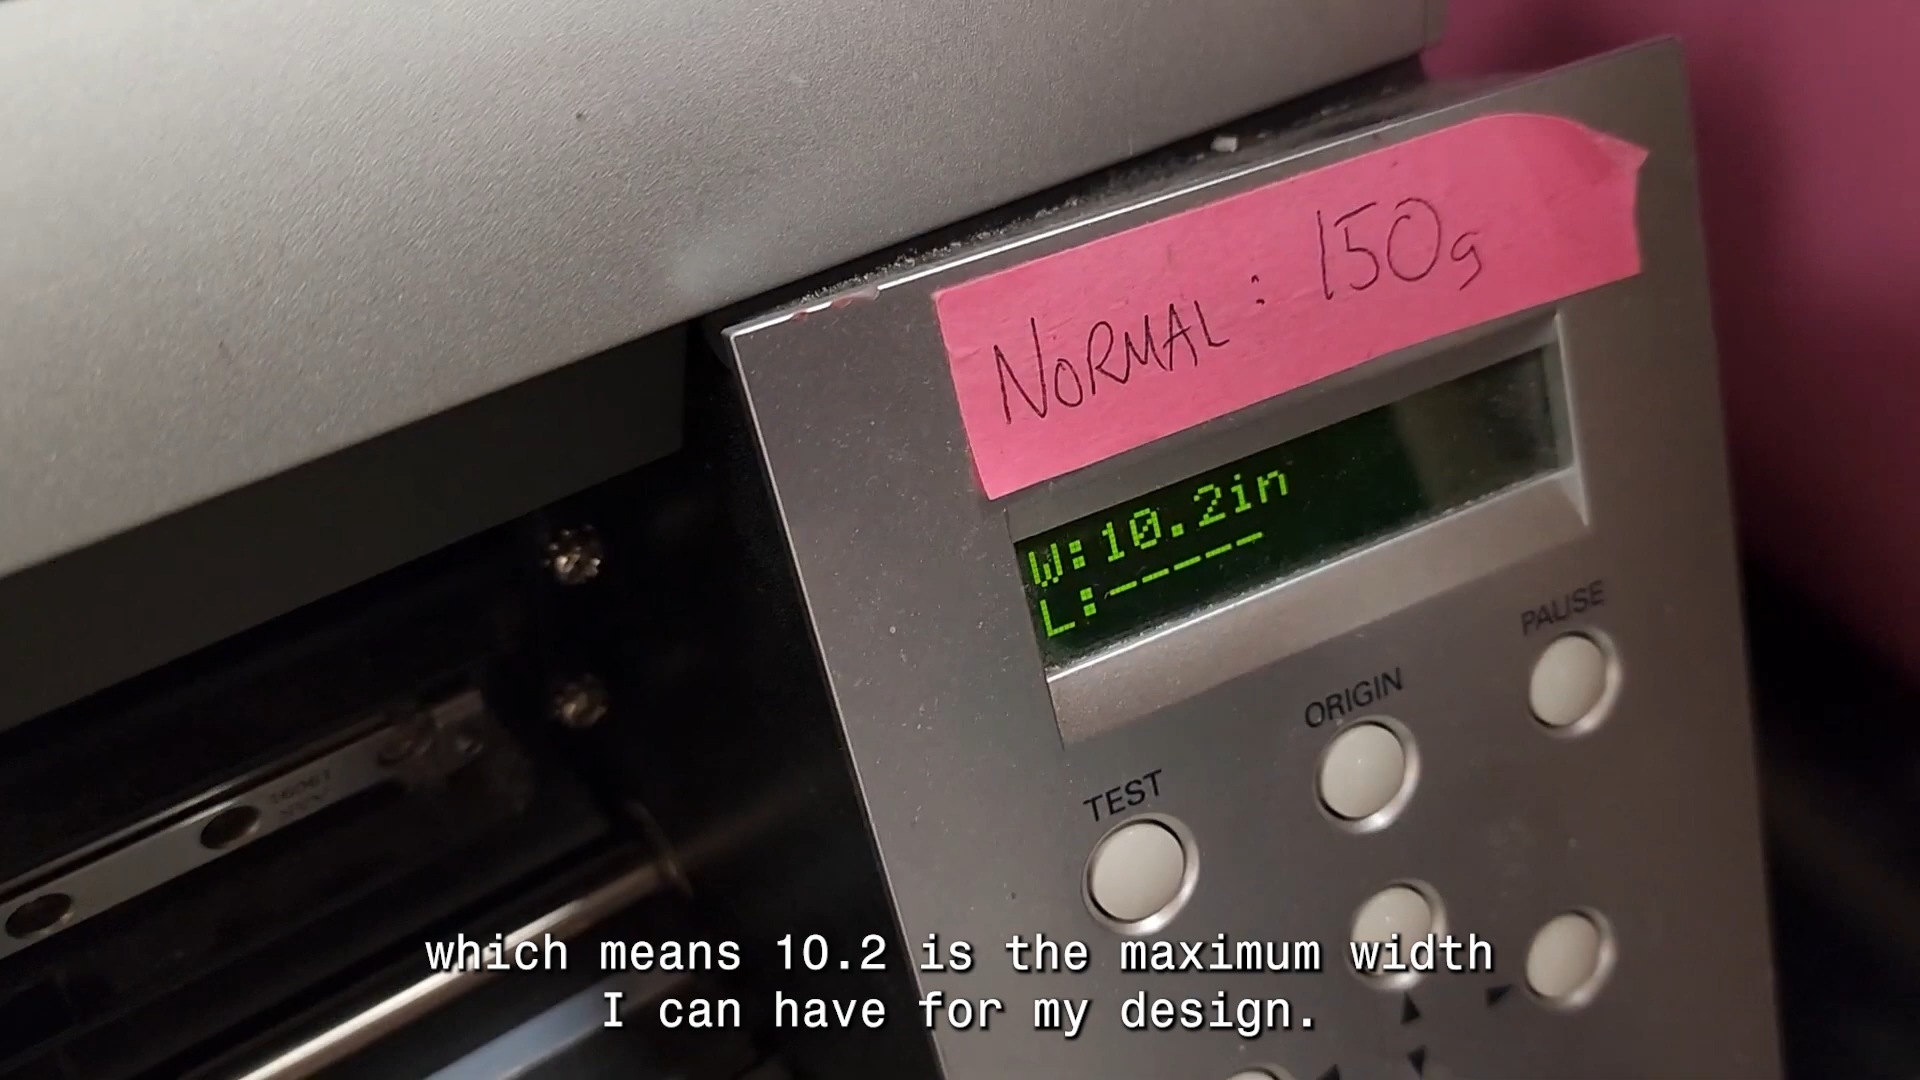 NORMAL: 150g
W:10.2in
L:-----
PAUSE
ORIGIN
TEST
which means 10.2 is the maximum width
I can have for my design.